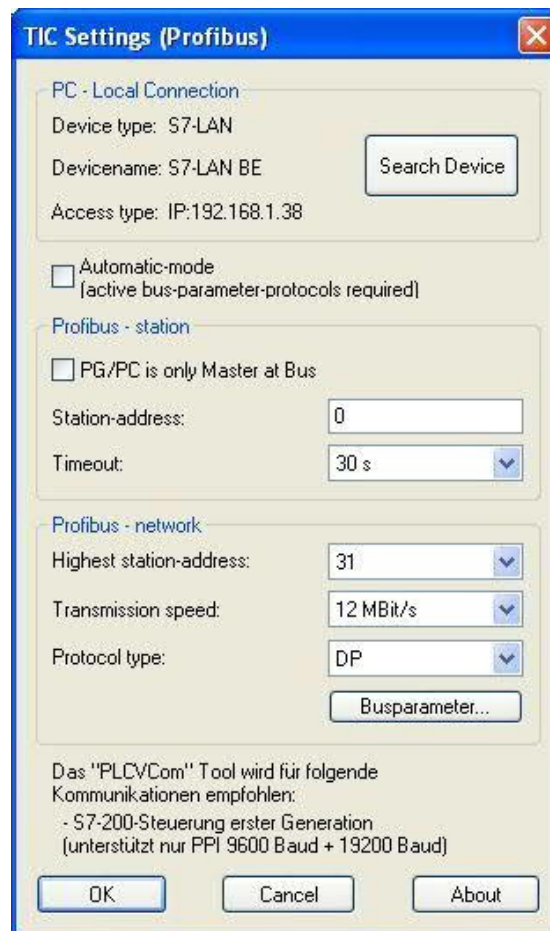 TIC Settings (Profibus)
PC - Local Connection
Device type: S7-LAN
Devicename: S7-LAN BE
Search Device
Access type: IP:192.168.1.38
Automatic-mode
(active bus-parameter-protocols required)
Profibus - station
PG/PC is only Master at Bus
Station-address: 0
Timeout: 30 s
Profibus - network
Highest station-address: 31
Transmission speed: 12 MBit/s
Protocol type: DP
Busparameter...
Das "PLCVCom" Tool wird für folgende
Kommunikationen empfohlen:
- S7-200-Steuerung erster Generation
(unterstützt nur PPI 9600 Baud + 19200 Baud)
OK Cancel About